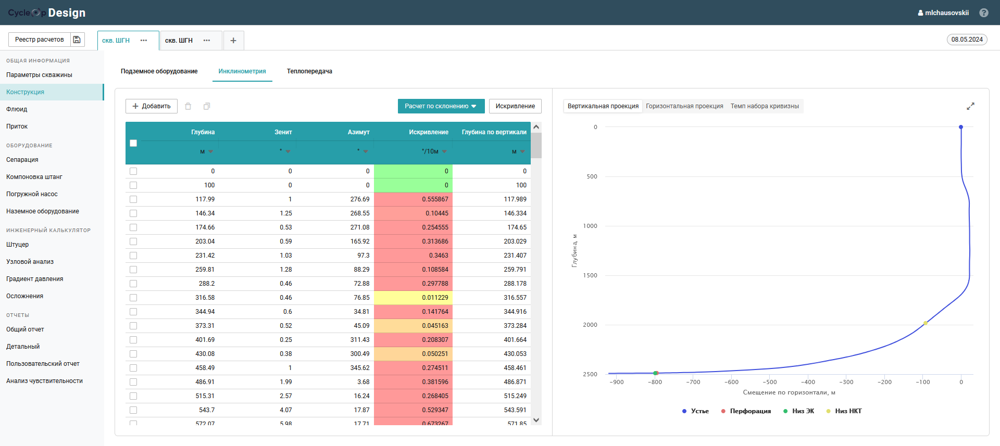 CycleOp Design
mlchausovskii
?
Реестр расчетов
скв. ШГН ...
скв. ШГН ...
+
08.05.2024
ОБЩАЯ ИНФОРМАЦИЯ
Параметры скважины
Конструкция
Флюид
Приток
ОБОРУДОВАНИЕ
Сепарация
Компоновка штанг
Погружной насос
Наземное оборудование
ИНЖЕНЕРНЫЙ КАЛЬКУЛЯТОР
Штуцер
Узловой анализ
Градиент давления
Осложнения
ОТЧЕТЫ
Общий отчет
Детальный
Пользовательский отчет
Анализ чувствительности
Подземное оборудование Инклинометрия Теплопередача
+ Добавить
Расчет по склонению
Искривление
Глубина Зенит Азимут Искривление Глубина по вертикали
м ° ° °/10м м
0 0 0 0 0
100 0 0 0 100
117.99 1 276.69 0.555867 117.989
146.34 1.25 268.55 0.10445 146.334
174.66 0.53 271.08 0.254555 174.65
203.04 0.59 165.92 0.313686 203.029
231.42 1.03 97.3 0.3463 231.407
259.81 1.28 88.29 0.108584 259.791
288.2 0.46 72.88 0.297788 288.178
316.58 0.46 76.85 0.011229 316.557
344.94 0.6 34.81 0.141764 344.916
373.31 0.52 45.09 0.045163 373.284
401.69 0.25 311.43 0.208307 401.664
430.08 0.38 300.49 0.050251 430.053
458.49 1 345.62 0.274511 458.461
486.91 1.99 3.68 0.381596 486.871
515.31 2.57 16.24 0.268405 515.249
543.7 4.07 17.87 0.529347 543.591
572.07 5.98 17.71 0.673267 571.85
Вертикальная проекция Горизонтальная проекция Темп набора кривизны
0
500
1000
1500
2000
2500
Глубина, м
-900 -800 -700 -600 -500 -400 -300 -200 -100 0
Смещение по горизонтали, м
Устье Перфорация Низ ЭК Низ НКТ